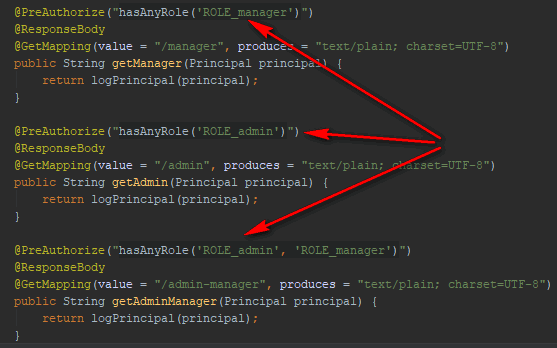 @PreAuthorize("hasAnyRole('ROLE_manager')")
@ResponseBody
@GetMapping(value = "/manager", produces = "text/plain; charset=UTF-8")
public String getManager(Principal principal) {
return logPrincipal(principal);
}
@PreAuthorize("hasAnyRole('ROLE_admin')")
@ResponseBody
@GetMapping(value = "/admin", produces = "text/plain; charset=UTF-8")
public String getAdmin(Principal principal) {
return logPrincipal(principal);
}
@PreAuthorize("hasAnyRole('ROLE_admin', 'ROLE_manager')")
@ResponseBody
@GetMapping(value = "/admin-manager", produces = "text/plain; charset=UTF-8")
public String getAdminManager(Principal principal) {
return logPrincipal(principal);
}